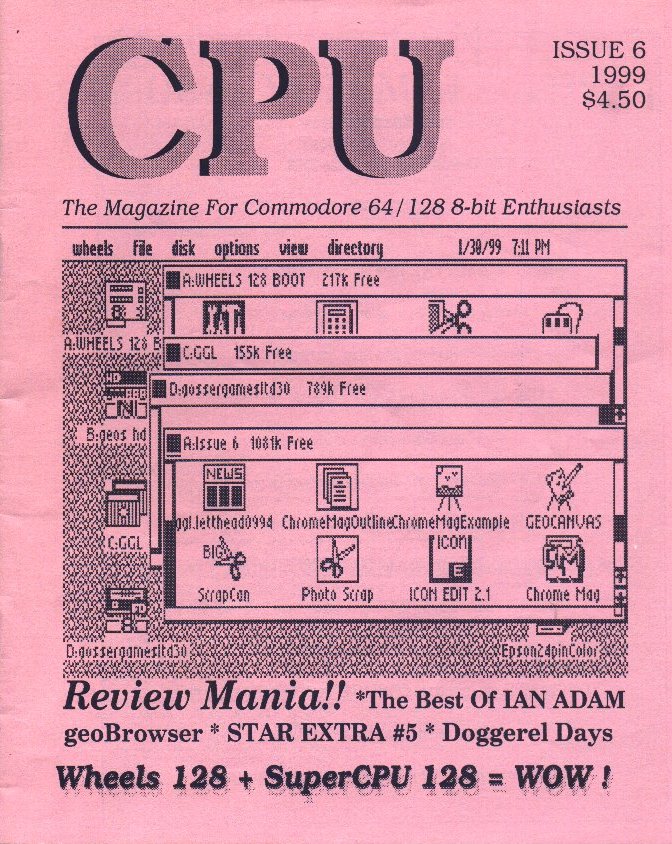 CPU
ISSUE 6
1999
$4.50
The Magazine For Commodore 64/128 8-bit Enthusiasts
wheels file disk options view directory 1/30/99 7:11 PM
A:WHEELS 128 BOOT 217k Free
A:WHEELS 128 B
C:GGL 155k Free
D:gossergamesltd30 789k Free
HD
B:geos hd
A:Issue 6 1081k Free
NEWS
ggl.letthead0994 ChromeMagOutline ChromeMagExample GEOCANVAS
C:GGL
BIG
ICON
E
ScrapCan Photo Scrap ICON EDIT 2.1 Chrome Mag
D:gossergamesltd30
Epson24pinColor
Review Mania!! *The Best Of IAN ADAM
geoBrowser * STAR EXTRA #5 * Doggerel Days
Wheels 128 + SuperCPU 128 = WOW !